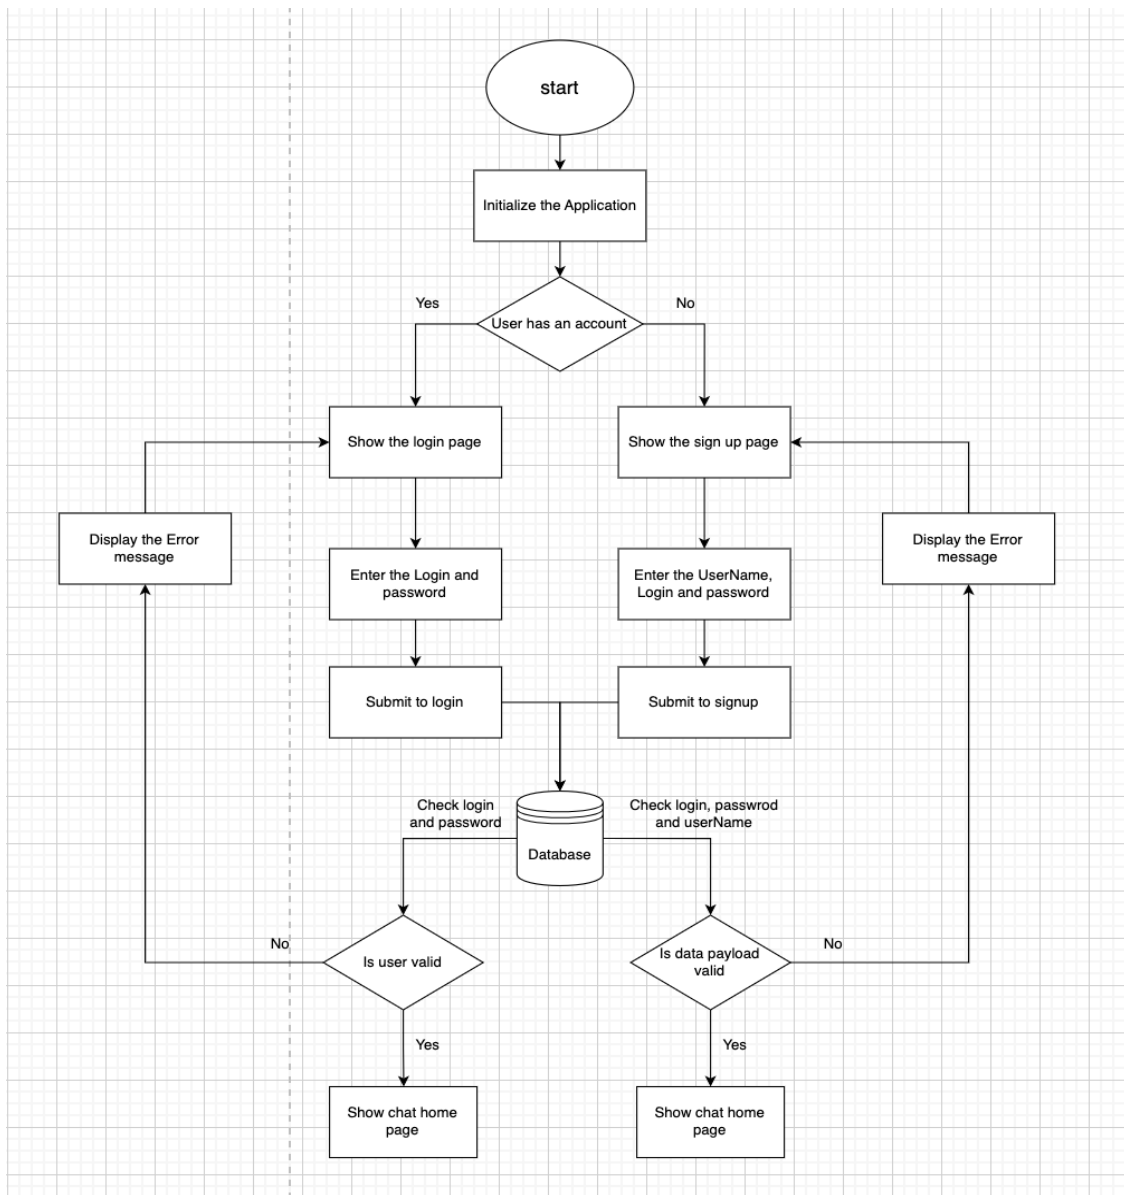 start
Initialize the Application
Yes
No
User has an account
Show the login page
Show the sign up page
Display the Error
message
Display the Error
message
Enter the Login and
password
Enter the UserName,
Login and password
Submit to login
Submit to signup
Check login
and password
Check login, passwrod
and userName
Database
No
Is user valid
Is data payload
valid
No
Yes
Yes
Show chat home
page
Show chat home
page